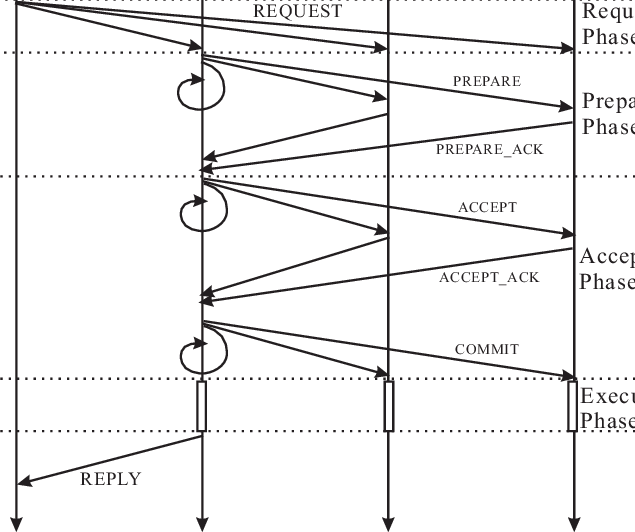 REQUEST
Requ
Phase
PREPARE
Prepa
Phase
PREPARE_ACK
ACCEPT
Accep
Phase
ACCEPT_ACK
COMMIT
Execu
Phase
REPLY